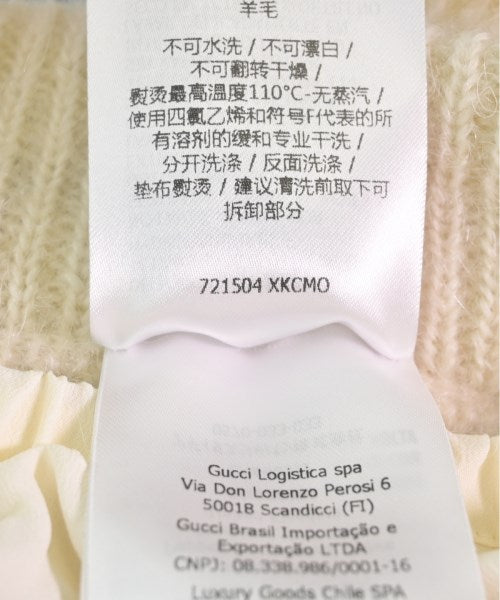 羊毛
不可水洗 / 不可漂白 /
不可翻转干燥 /
熨烫最高温度110°C-无蒸汽 /
使用四氯乙烯和符号F代表的所
有溶剂的缓和专业干洗 /
分开洗涤 / 反面洗涤 /
垫布熨烫 / 建议清洗前取下可
拆卸部分
721504 XKCMO
Gucci Logistica spa
Via Don Lorenzo Perosi 6
50018 Scandicci (FI)
Gucci Brasil Importação e
Exportação LTDA
CNPJ: 08.338.986/0001-16
Luxury Goods Chile SPA